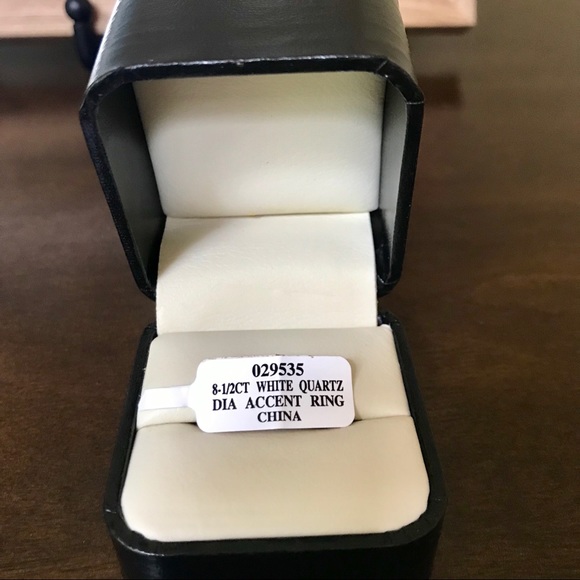 029535
8-1/2CT WHITE QUARTZ
DIA ACCENT RING
CHINA